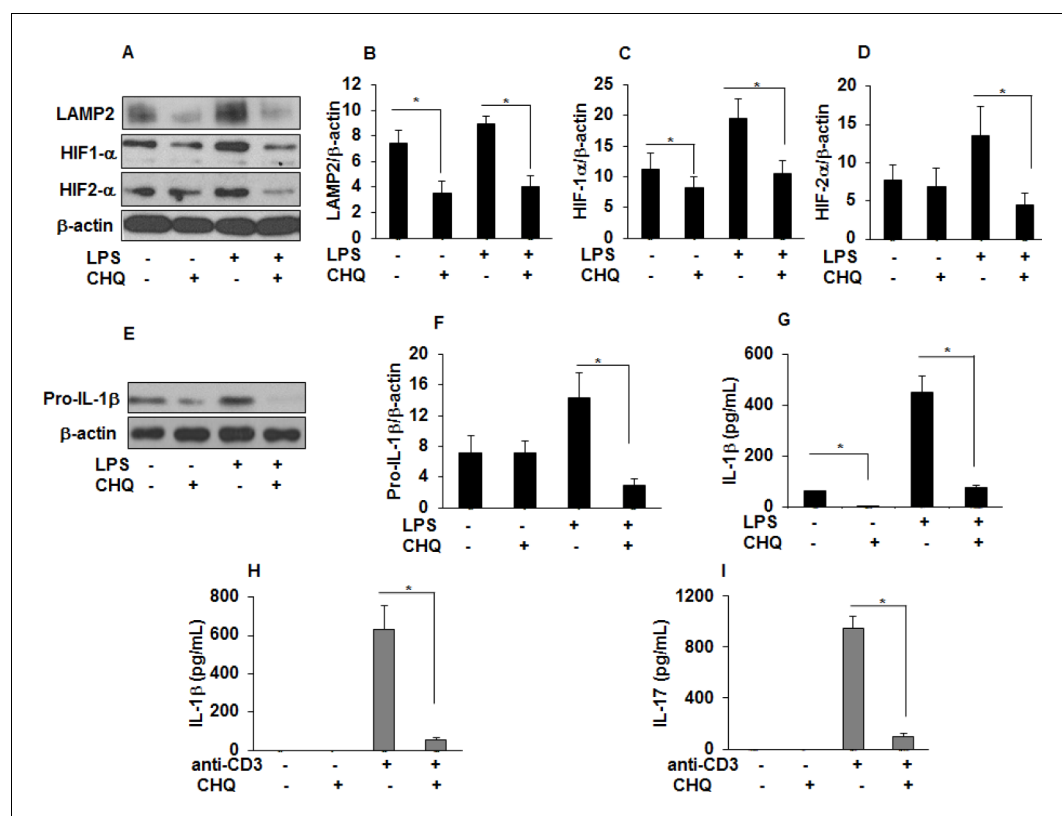 A
LAMP2
HIF1-α
HIF2-α
β-actin
LPS - - + +
CHQ - + - +
B
LAMP2/β-actin
12
10
8
6
4
2
0
* *
LPS - - + +
CHQ - + - +
C
HIF-1α/β-actin
25
20
15
10
5
0
* *
LPS - - + +
CHQ - + - +
D
HIF-2α/β-actin
20
15
10
5
0
*
- - + +
- + - +
E
Pro-IL-1β
β-actin
LPS - - + +
CHQ - + - +
F
Pro-IL-1β/β-actin
20
16
12
8
4
0
*
LPS - - + +
CHQ - + - +
G
IL-1β (pg/mL)
600
400
200
0
* *
LPS - - + +
CHQ - + - +
H
IL-1β (pg/mL)
800
600
400
200
0
*
anti-CD3 - - + +
CHQ - + - +
I
IL-17 (pg/mL)
1200
900
600
300
0
*
anti-CD3 - - + +
CHQ - + - +